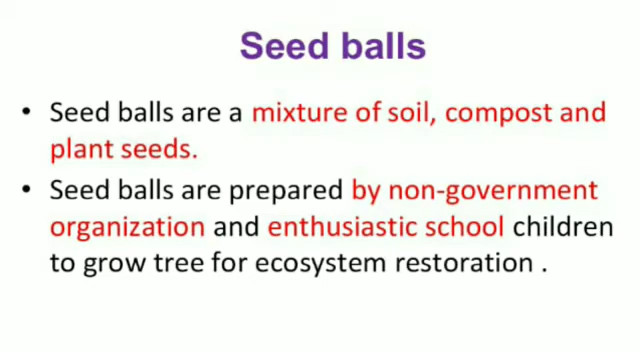 Seed balls
• Seed balls are a mixture of soil, compost and
plant seeds.
• Seed balls are prepared by non-government
organization and enthusiastic school children
to grow tree for ecosystem restoration .